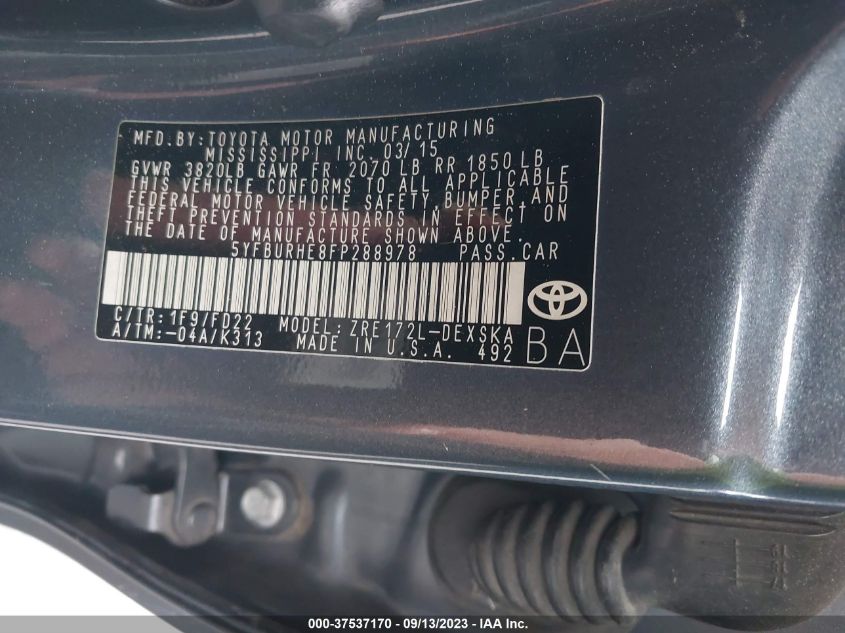 MFD. BY: TOYOTA MOTOR MANUFACTURING
MISSISSIPPI INC. 03/15
GVWR 3820LB GAWR FR 2070 LB RR 1850 LB
THIS VEHICLE CONFORMS TO ALL APPLICABLE
FEDERAL MOTOR VEHICLE SAFETY, BUMPER, AND
THEFT PREVENTION STANDARDS IN EFFECT ON
THE DATE OF MANUFACTURE SHOWN ABOVE.
5YFBURHE8FP288978 PASS. CAR
C/TR: 1F9/FD22 MODEL: ZRE172L-DEXSKA
A/TM: -04A/K313 MADE IN U.S.A. 492 BA
000-37537170 - 09/13/2023 - IAA Inc.